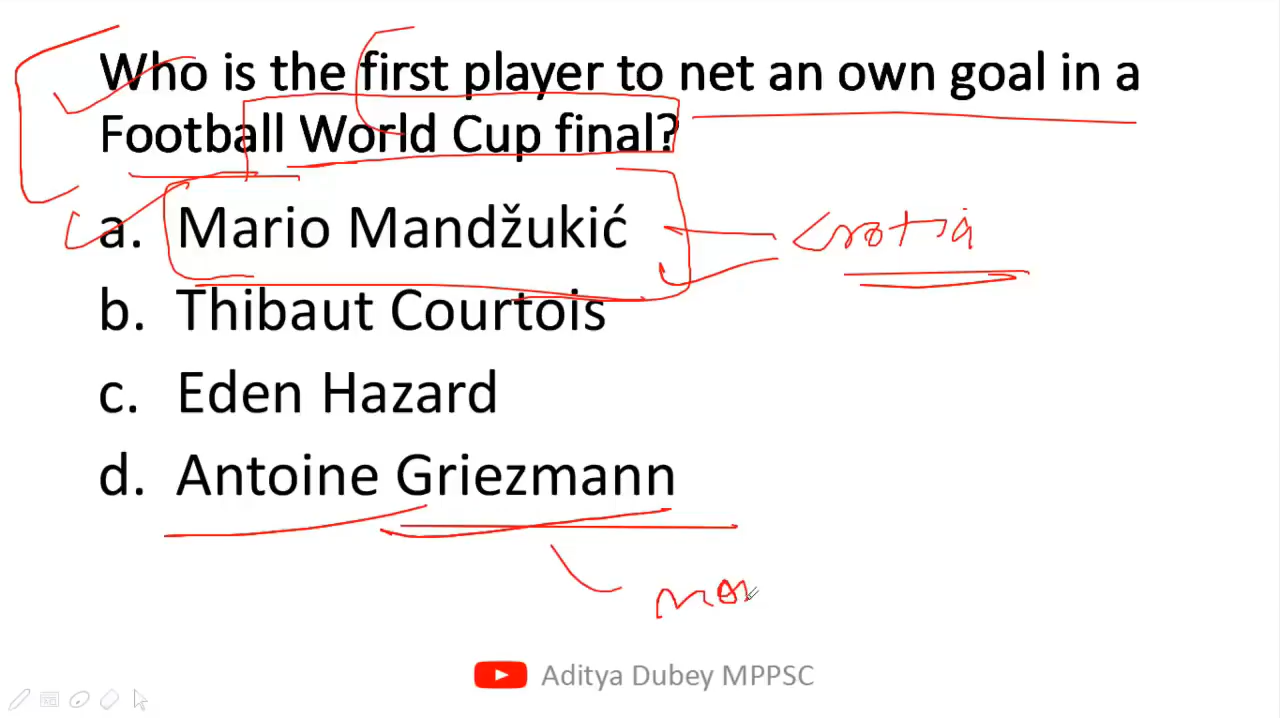 Who is the first player to net an own goal in a
Football World Cup final?
a. Mario Mandžukić
Crotia
b. Thibaut Courtois
c. Eden Hazard
d. Antoine Griezmann
Aditya Dubey MPPSC